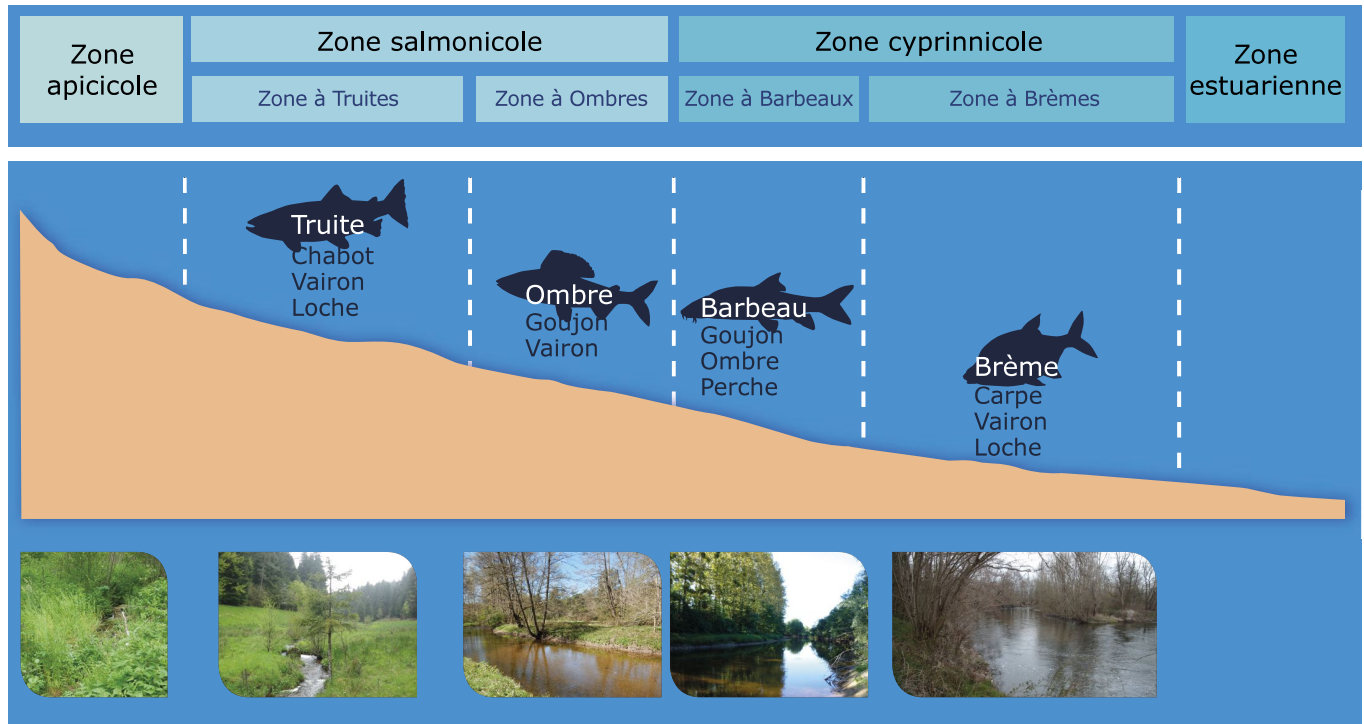 Zone
apicicole
Zone salmonicole
Zone à Truites
Zone à Ombres
Zone cyprinnicole
Zone à Barbeaux
Zone à Brèmes
Zone
estuarienne
Truite
Chabot
Vairon
Loche
Ombre
Goujon
Vairon
Barbeau
Goujon
Ombre
Perche
Brème
Carpe
Vairon
Loche